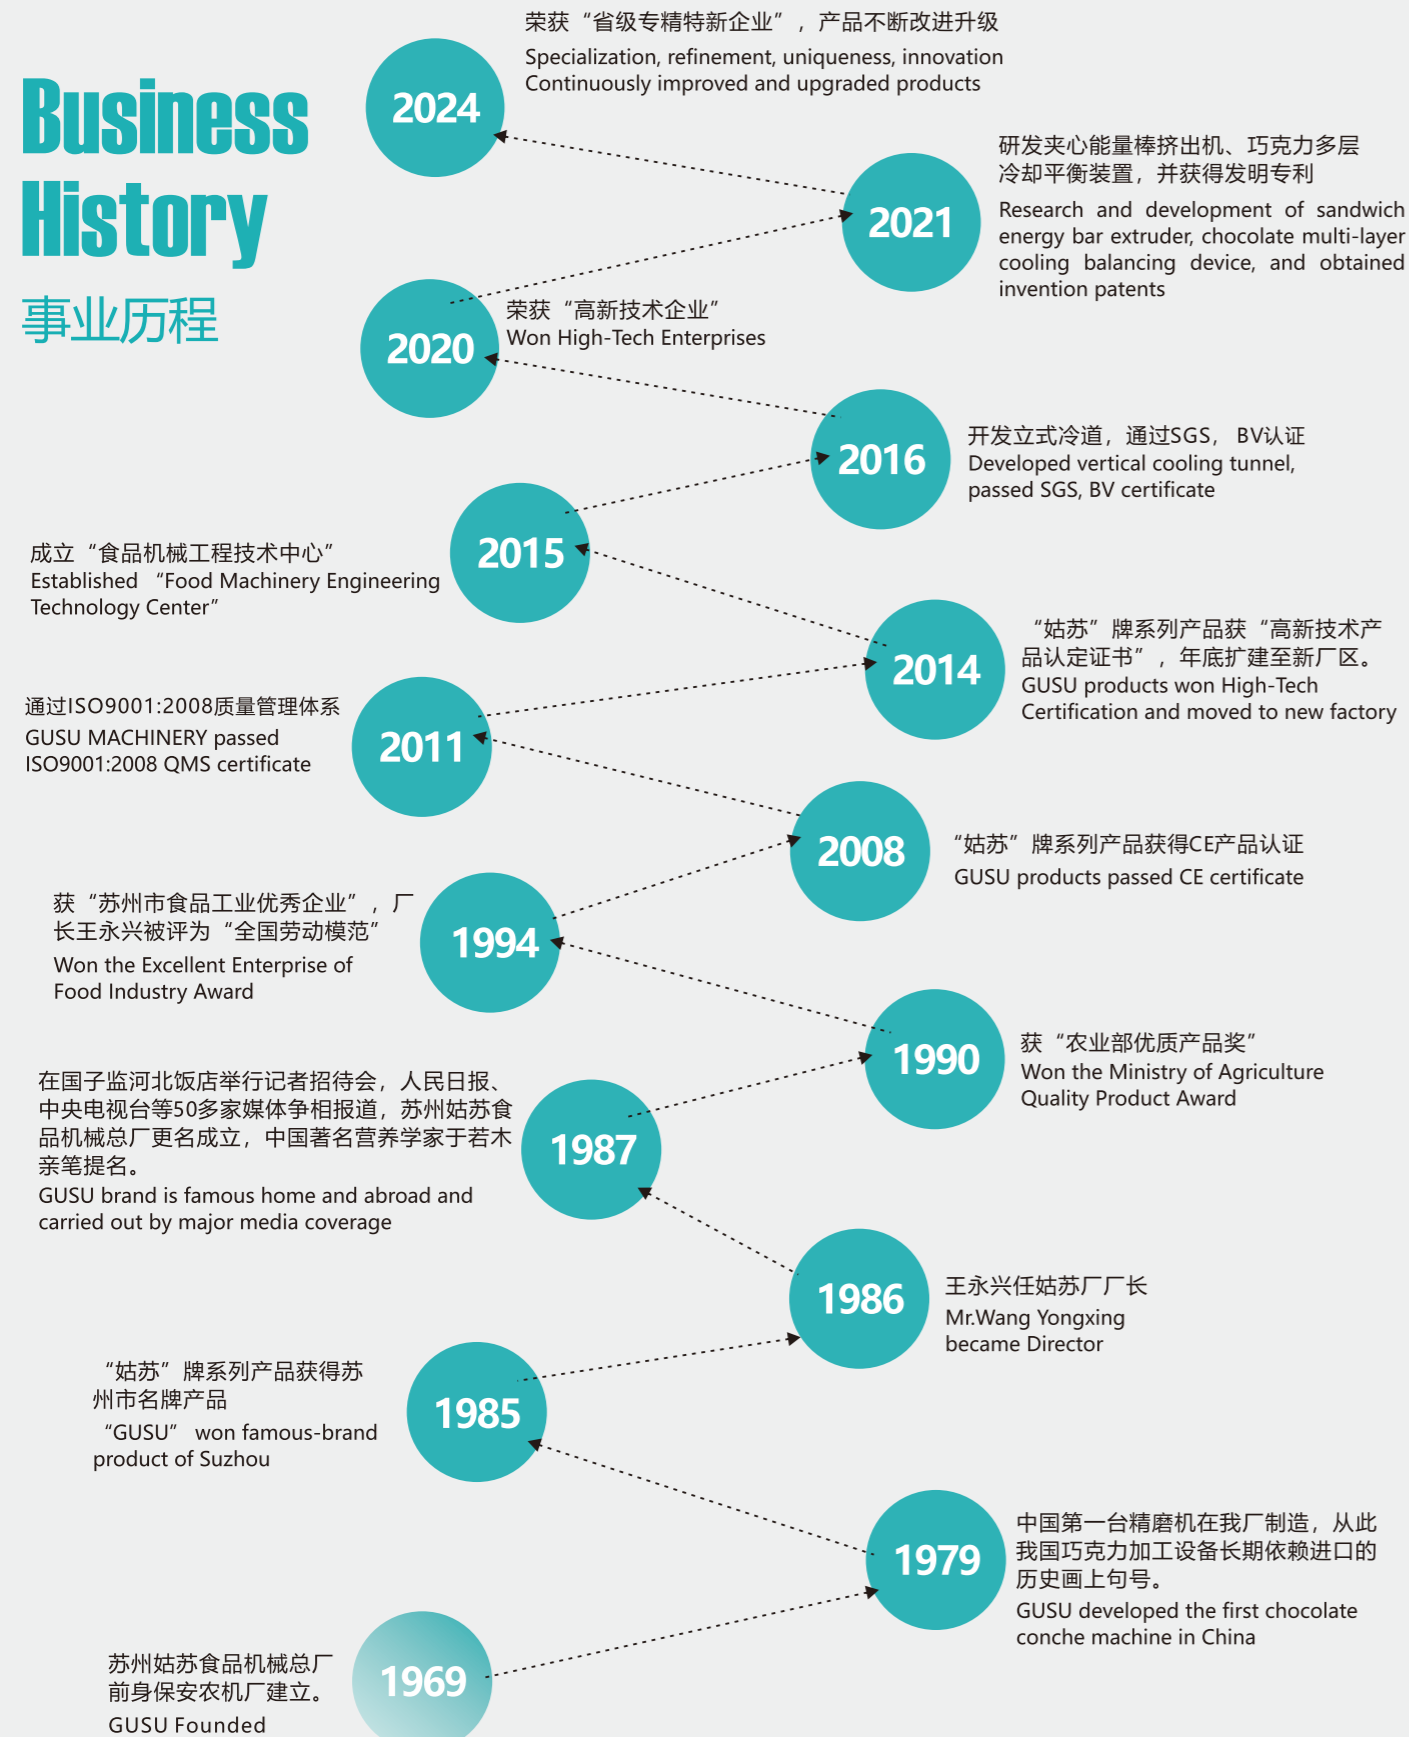 Business
History
事业历程
2024
荣获“省级专精特新企业”，产品不断改进升级
Specialization, refinement, uniqueness, innovation
Continuously improved and upgraded products
2021
研发夹心能量棒挤出机、巧克力多层
冷却平衡装置，并获得发明专利
Research and development of sandwich
energy bar extruder, chocolate multi-layer
cooling balancing device, and obtained
invention patents
2020
荣获“高新技术企业”
Won High-Tech Enterprises
2016
开发立式冷道，通过SGS， BV认证
Developed vertical cooling tunnel,
passed SGS, BV certificate
成立“食品机械工程技术中心”
Established “Food Machinery Engineering
Technology Center”
2015
2014
“姑苏”牌系列产品获“高新技术产
品认定证书”，年底扩建至新厂区。
GUSU products won High-Tech
Certification and moved to new factory
通过ISO9001:2008质量管理体系
GUSU MACHINERY passed
ISO9001:2008 QMS certificate
2011
2008
“姑苏”牌系列产品获得CE产品认证
GUSU products passed CE certificate
获“苏州市食品工业优秀企业”，厂
长王永兴被评为“全国劳动模范”
Won the Excellent Enterprise of
Food Industry Award
1994
1990
获“农业部优质产品奖”
Won the Ministry of Agriculture
Quality Product Award
在国子监河北饭店举行记者招待会，人民日报、
中央电视台等50多家媒体争相报道，苏州姑苏食
品机械总厂更名成立，中国著名营养学家于若木
亲笔提名。
GUSU brand is famous home and abroad and
carried out by major media coverage
1987
1986
王永兴任姑苏厂厂长
Mr.Wang Yongxing
became Director
“姑苏”牌系列产品获得苏
州市名牌产品
“GUSU” won famous-brand
product of Suzhou
1985
1979
中国第一台精磨机在我厂制造，从此
我国巧克力加工设备长期依赖进口的
历史画上句号。
GUSU developed the first chocolate
conche machine in China
苏州姑苏食品机械总厂
前身保安农机厂建立。
GUSU Founded
1969